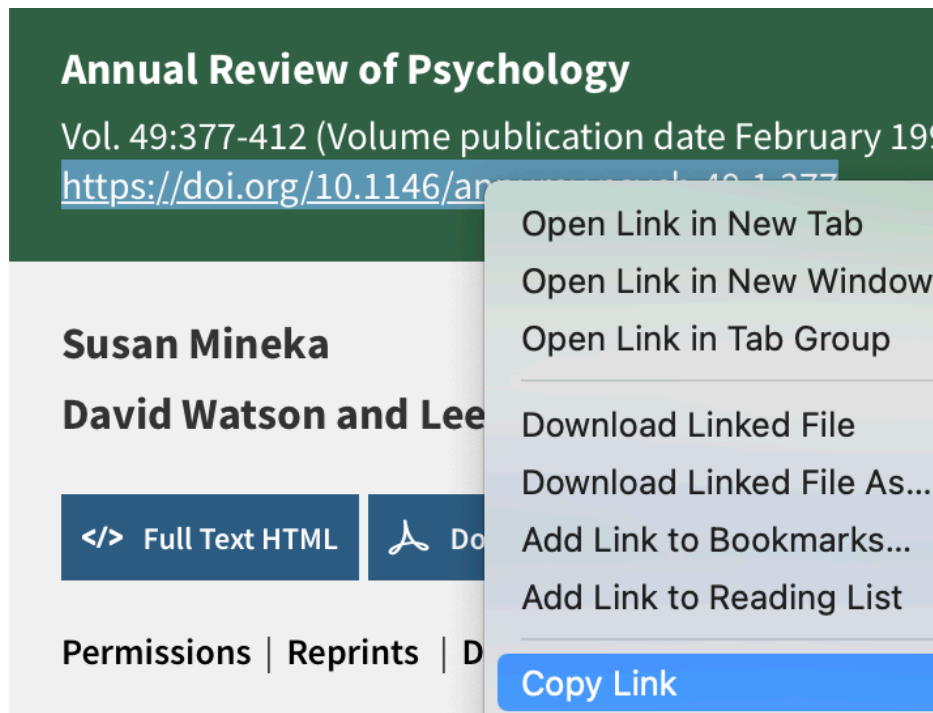 Annual Review of Psychology
Vol. 49:377-412 (Volume publication date February 199
https://doi.org/10.1146/an
Open Link in New Tab
Open Link in New Window
Open Link in Tab Group
Susan Mineka
David Watson and Lee
Download Linked File
Download Linked File As...
</> Full Text HTML
Do
Add Link to Bookmarks...
Add Link to Reading List
Permissions | Reprints | D
Copy Link